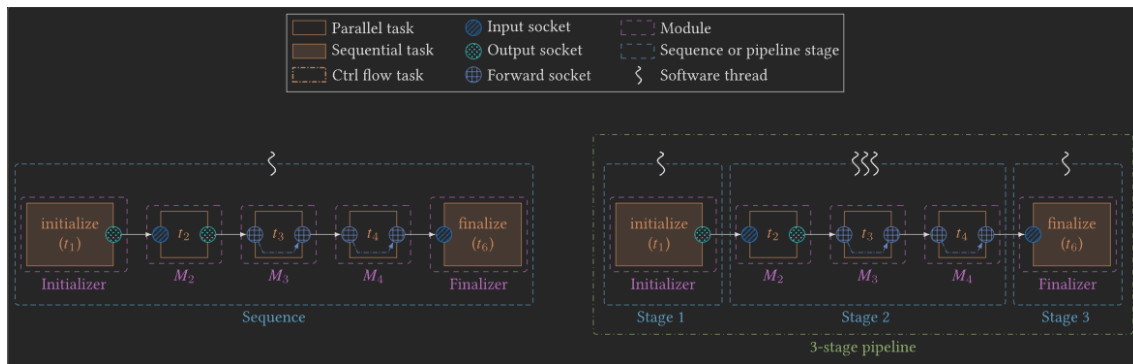 Parallel task
Input socket
Module
Sequential task
Output socket
Sequence or pipeline stage
Ctrl flow task
Forward socket
Software thread
initialize
(t₁)
t₂
t₃
t₄
finalize
(t₆)
Initializer
M₂
M₃
M₄
Finalizer
Sequence
initialize
(t₁)
t₂
t₃
t₄
finalize
(t₆)
Initializer
M₂
M₃
M₄
Finalizer
Stage 1
Stage 2
Stage 3
3-stage pipeline